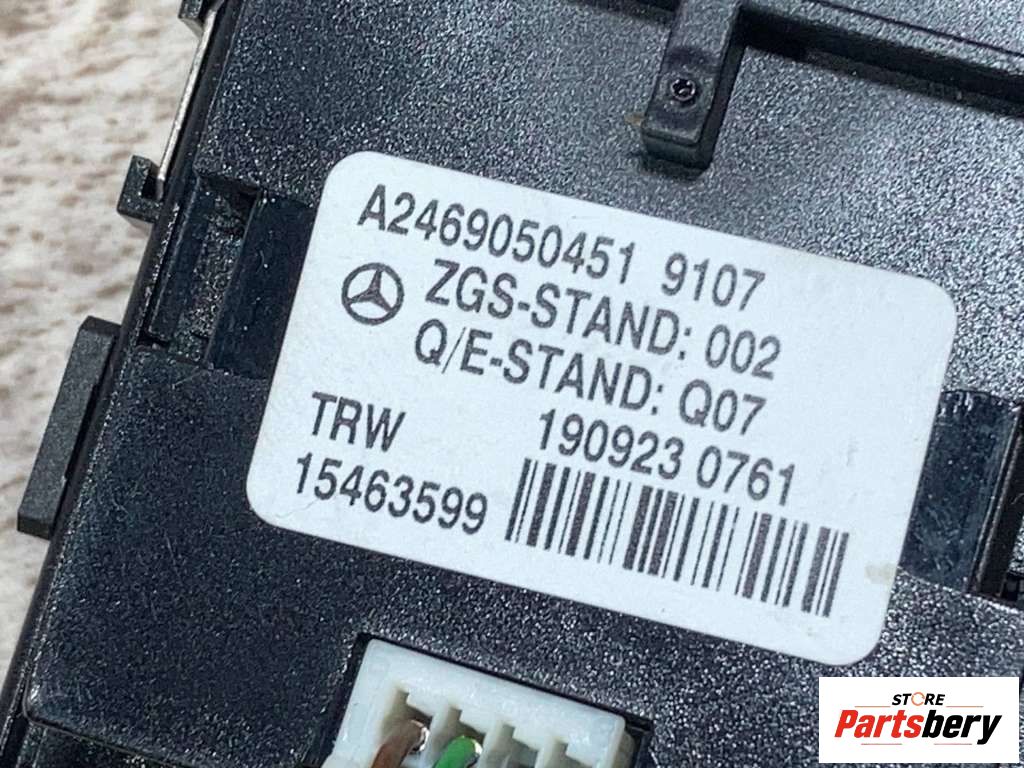 A2469050451 9107
ZGS-STAND: 002
Q/E-STAND: Q07
TRW
190923 0761
15463599
STORE
Partsbery